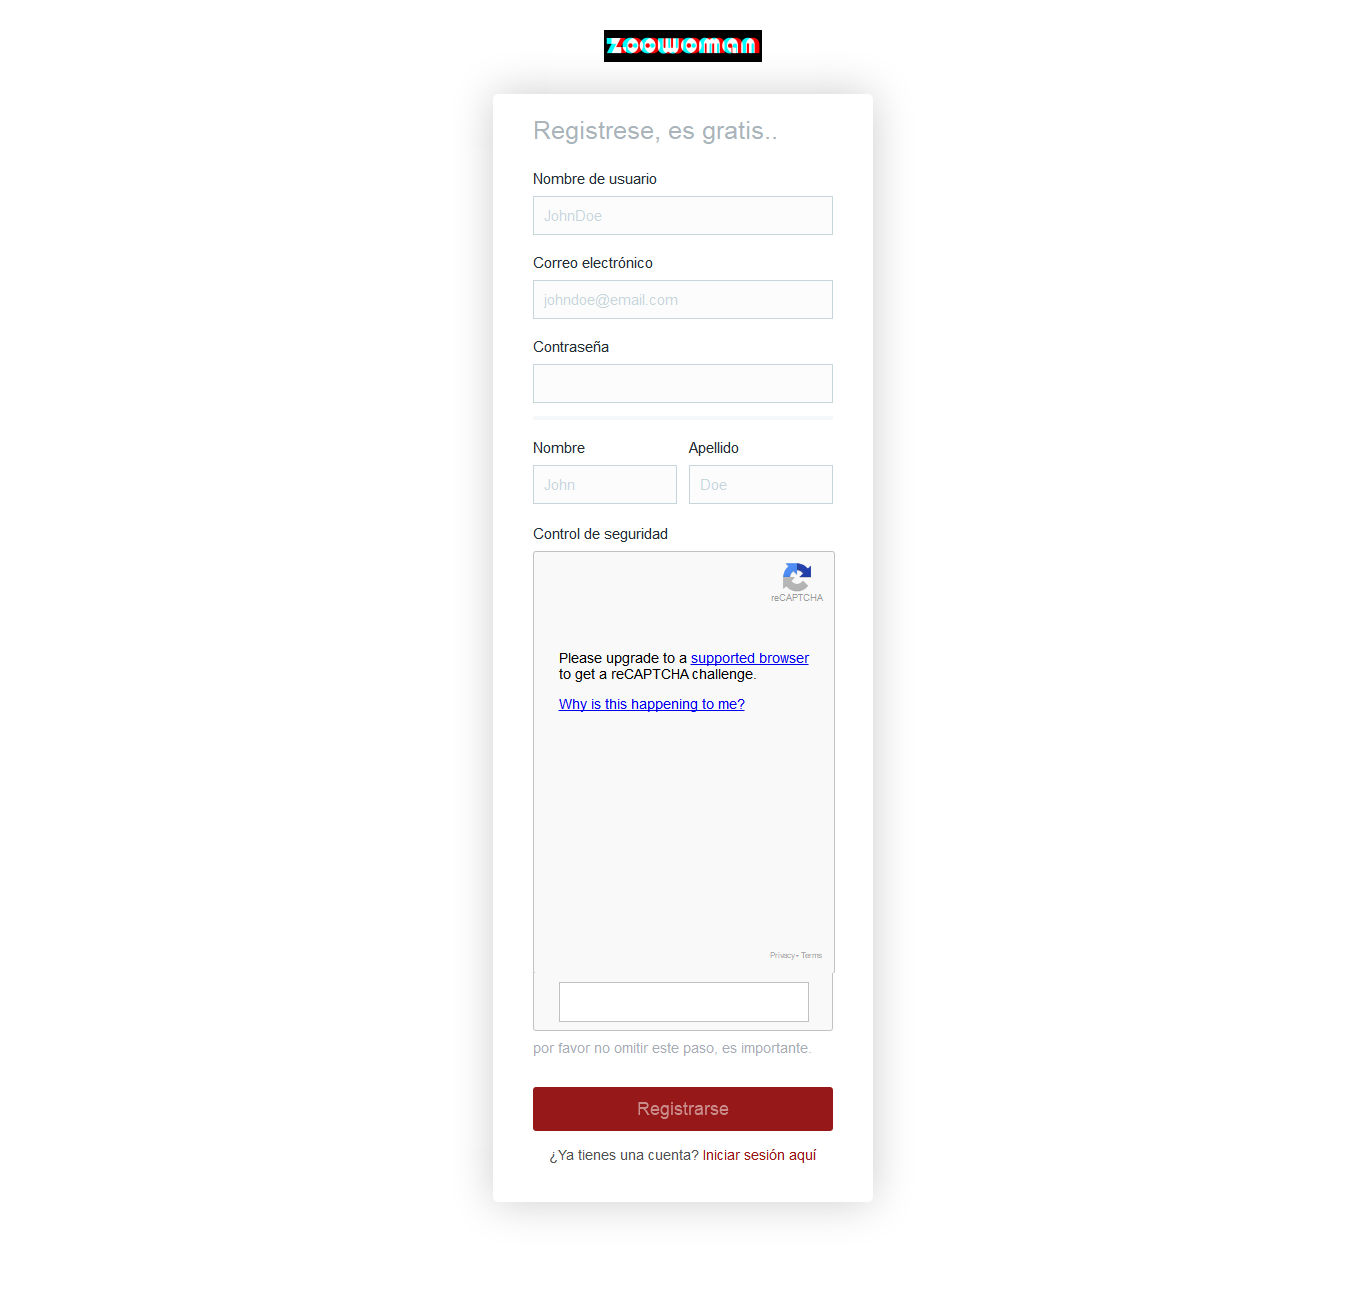 zoowoman
Registrese, es gratis..
Nombre de usuario
JohnDoe
Correo electrónico
johndoe@email.com
Contraseña
Nombre Apellido
John Doe
Control de seguridad
reCAPTCHA
Please upgrade to a supported browser
to get a reCAPTCHA challenge.
Why is this happening to me?
Privacy - Terms
por favor no omitir este paso, es importante.
Registrarse
¿Ya tienes una cuenta? Iniciar sesión aquí